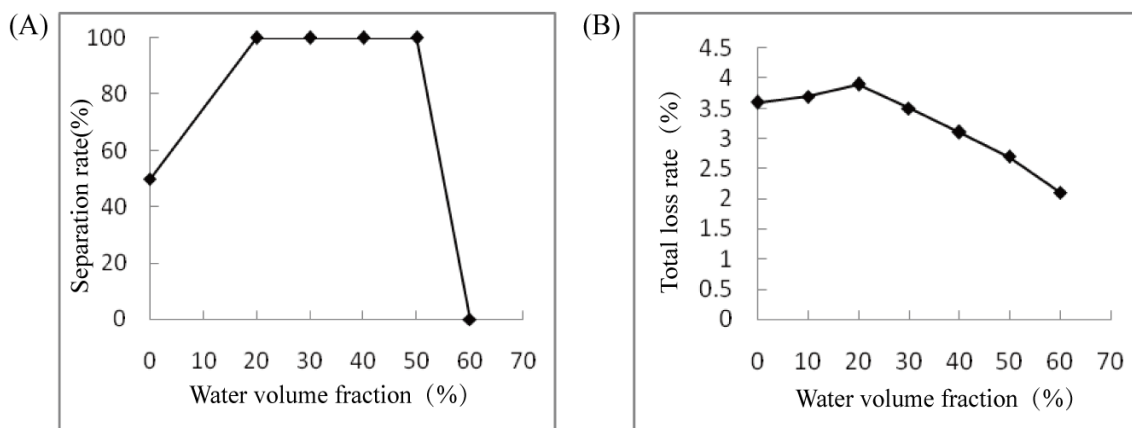 (A)
Separation rate(%)
100
80
60
40
20
0
0 10 20 30 40 50 60 70
Water volume fraction（%）
(B)
Total loss rate（%）
4.5
4
3.5
3
2.5
2
1.5
1
0.5
0
0 10 20 30 40 50 60 70
Water volume fraction（%）